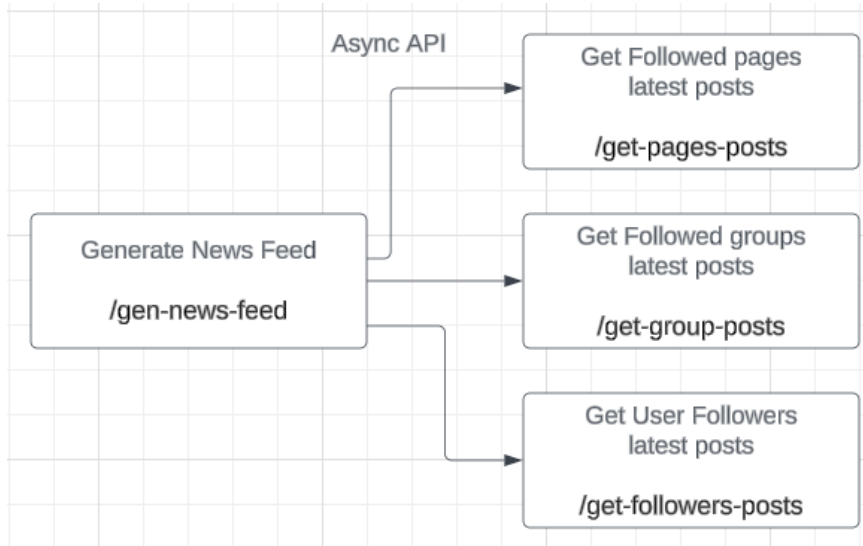 Async API
Get Followed pages
latest posts
/get-pages-posts
Generate News Feed
/gen-news-feed
Get Followed groups
latest posts
/get-group-posts
Get User Followers
latest posts
/get-followers-posts